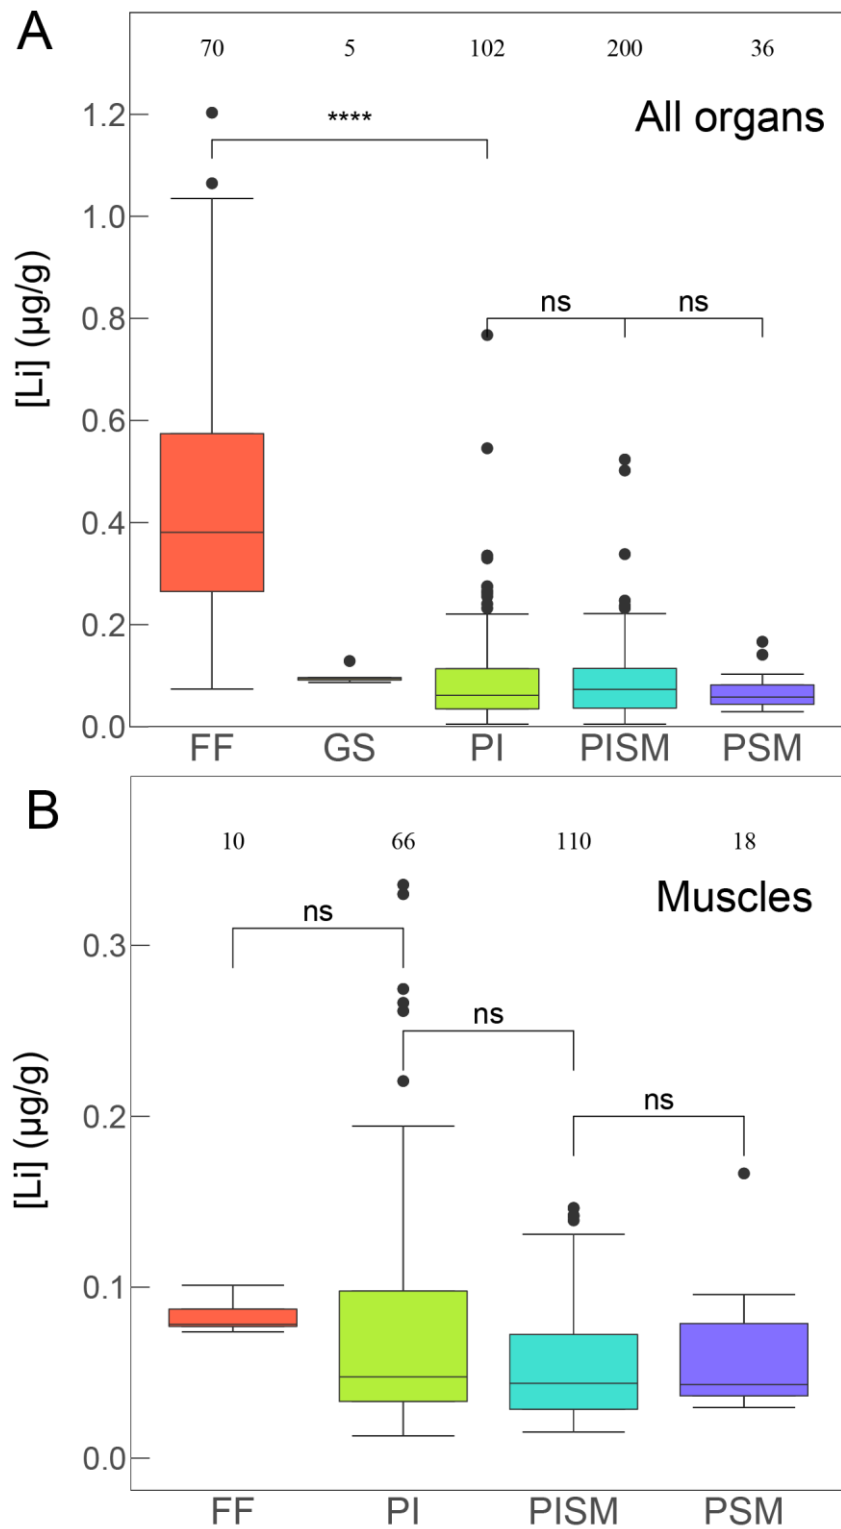 A
70 5 102 200 36
All organs
1.2
****
1.0
0.8
ns ns
0.6
0.4
0.2
0.0
[Li] (µg/g)
FF GS PI PISM PSM
B
10 66 110 18
Muscles
0.3
ns
ns
0.2
ns
0.1
0.0
[Li] (µg/g)
FF PI PISM PSM